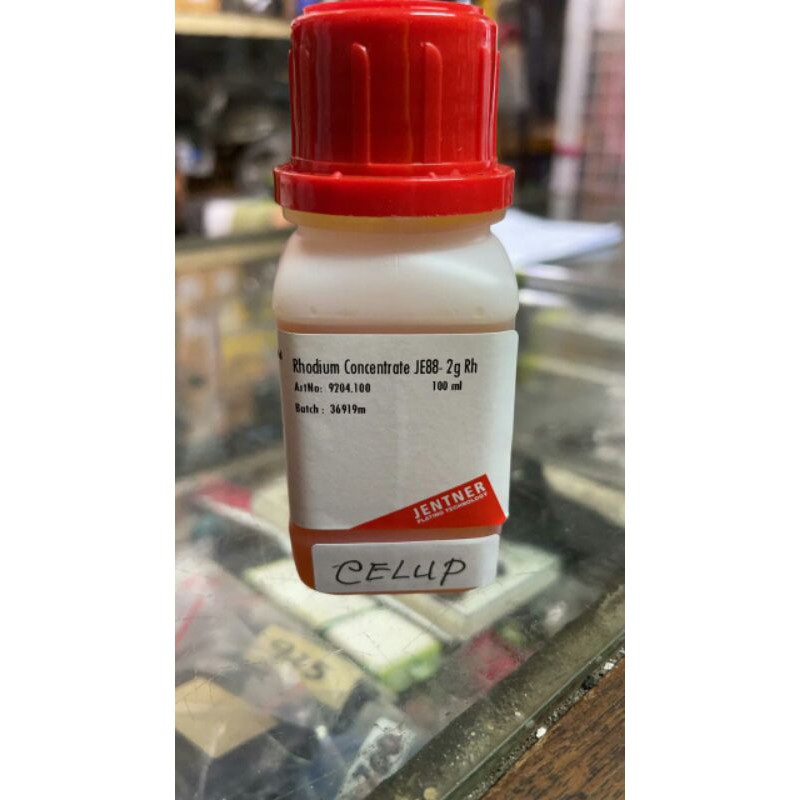 Rhodium Concentrate JE88- 2g Rh
ArtNo: 9204.100 100 ml
Batch : 36919m
JENTNER
PLATING TECHNOLOGY
CELUP
925